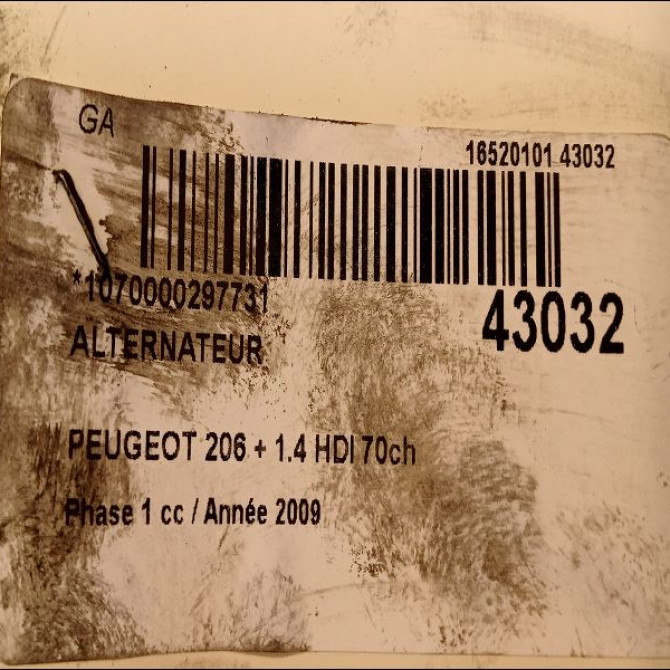 GA
16520101 43032
*1070000297731
43032
ALTERNATEUR
PEUGEOT 206 + 1.4 HDI 70ch
Phase 1 cc / Année 2009